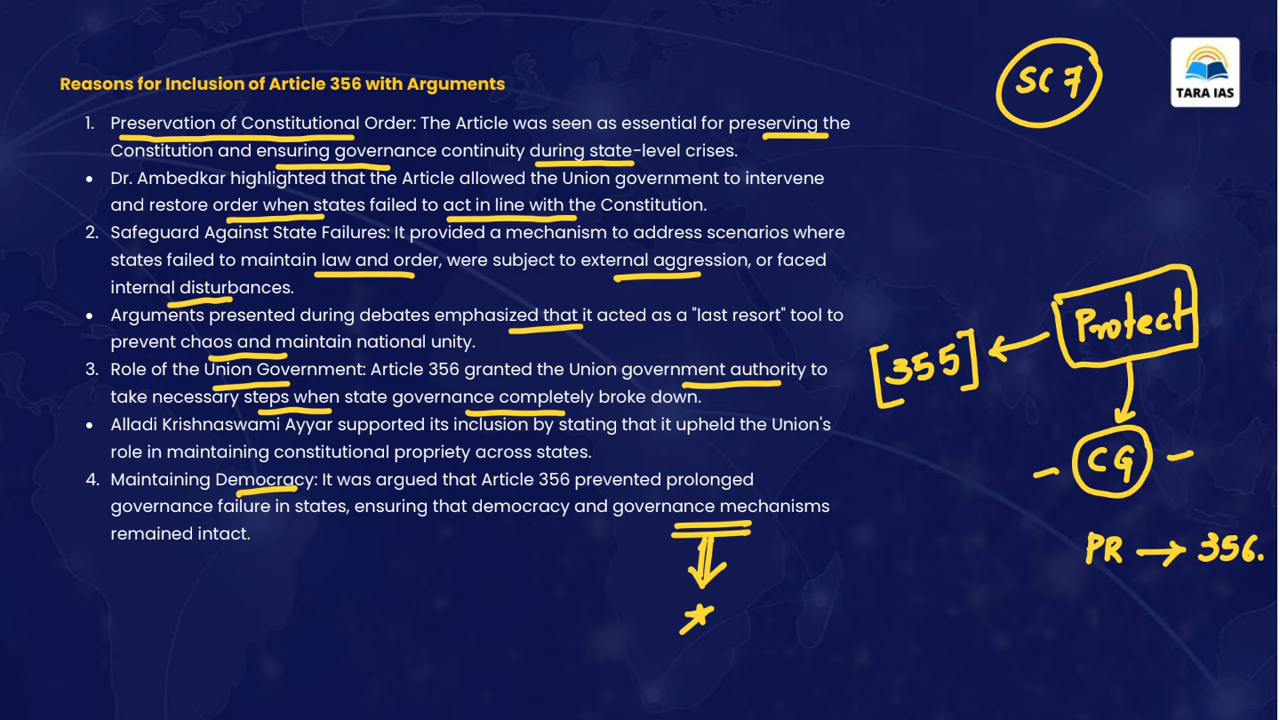 Reasons for Inclusion of Article 356 with Arguments
1. Preservation of Constitutional Order: The Article was seen as essential for preserving the
Constitution and ensuring governance continuity during state-level crises.
• Dr. Ambedkar highlighted that the Article allowed the Union government to intervene
and restore order when states failed to act in line with the Constitution.
2. Safeguard Against State Failures: It provided a mechanism to address scenarios where
states failed to maintain law and order, were subject to external aggression, or faced
internal disturbances.
• Arguments presented during debates emphasized that it acted as a "last resort" tool to
prevent chaos and maintain national unity.
3. Role of the Union Government: Article 356 granted the Union government authority to
take necessary steps when state governance completely broke down.
• Alladi Krishnaswami Ayyar supported its inclusion by stating that it upheld the Union's
role in maintaining constitutional propriety across states.
4. Maintaining Democracy: It was argued that Article 356 prevented prolonged
governance failure in states, ensuring that democracy and governance mechanisms
remained intact.
TARA IAS
Protect
[355]
CG
PR → 356.